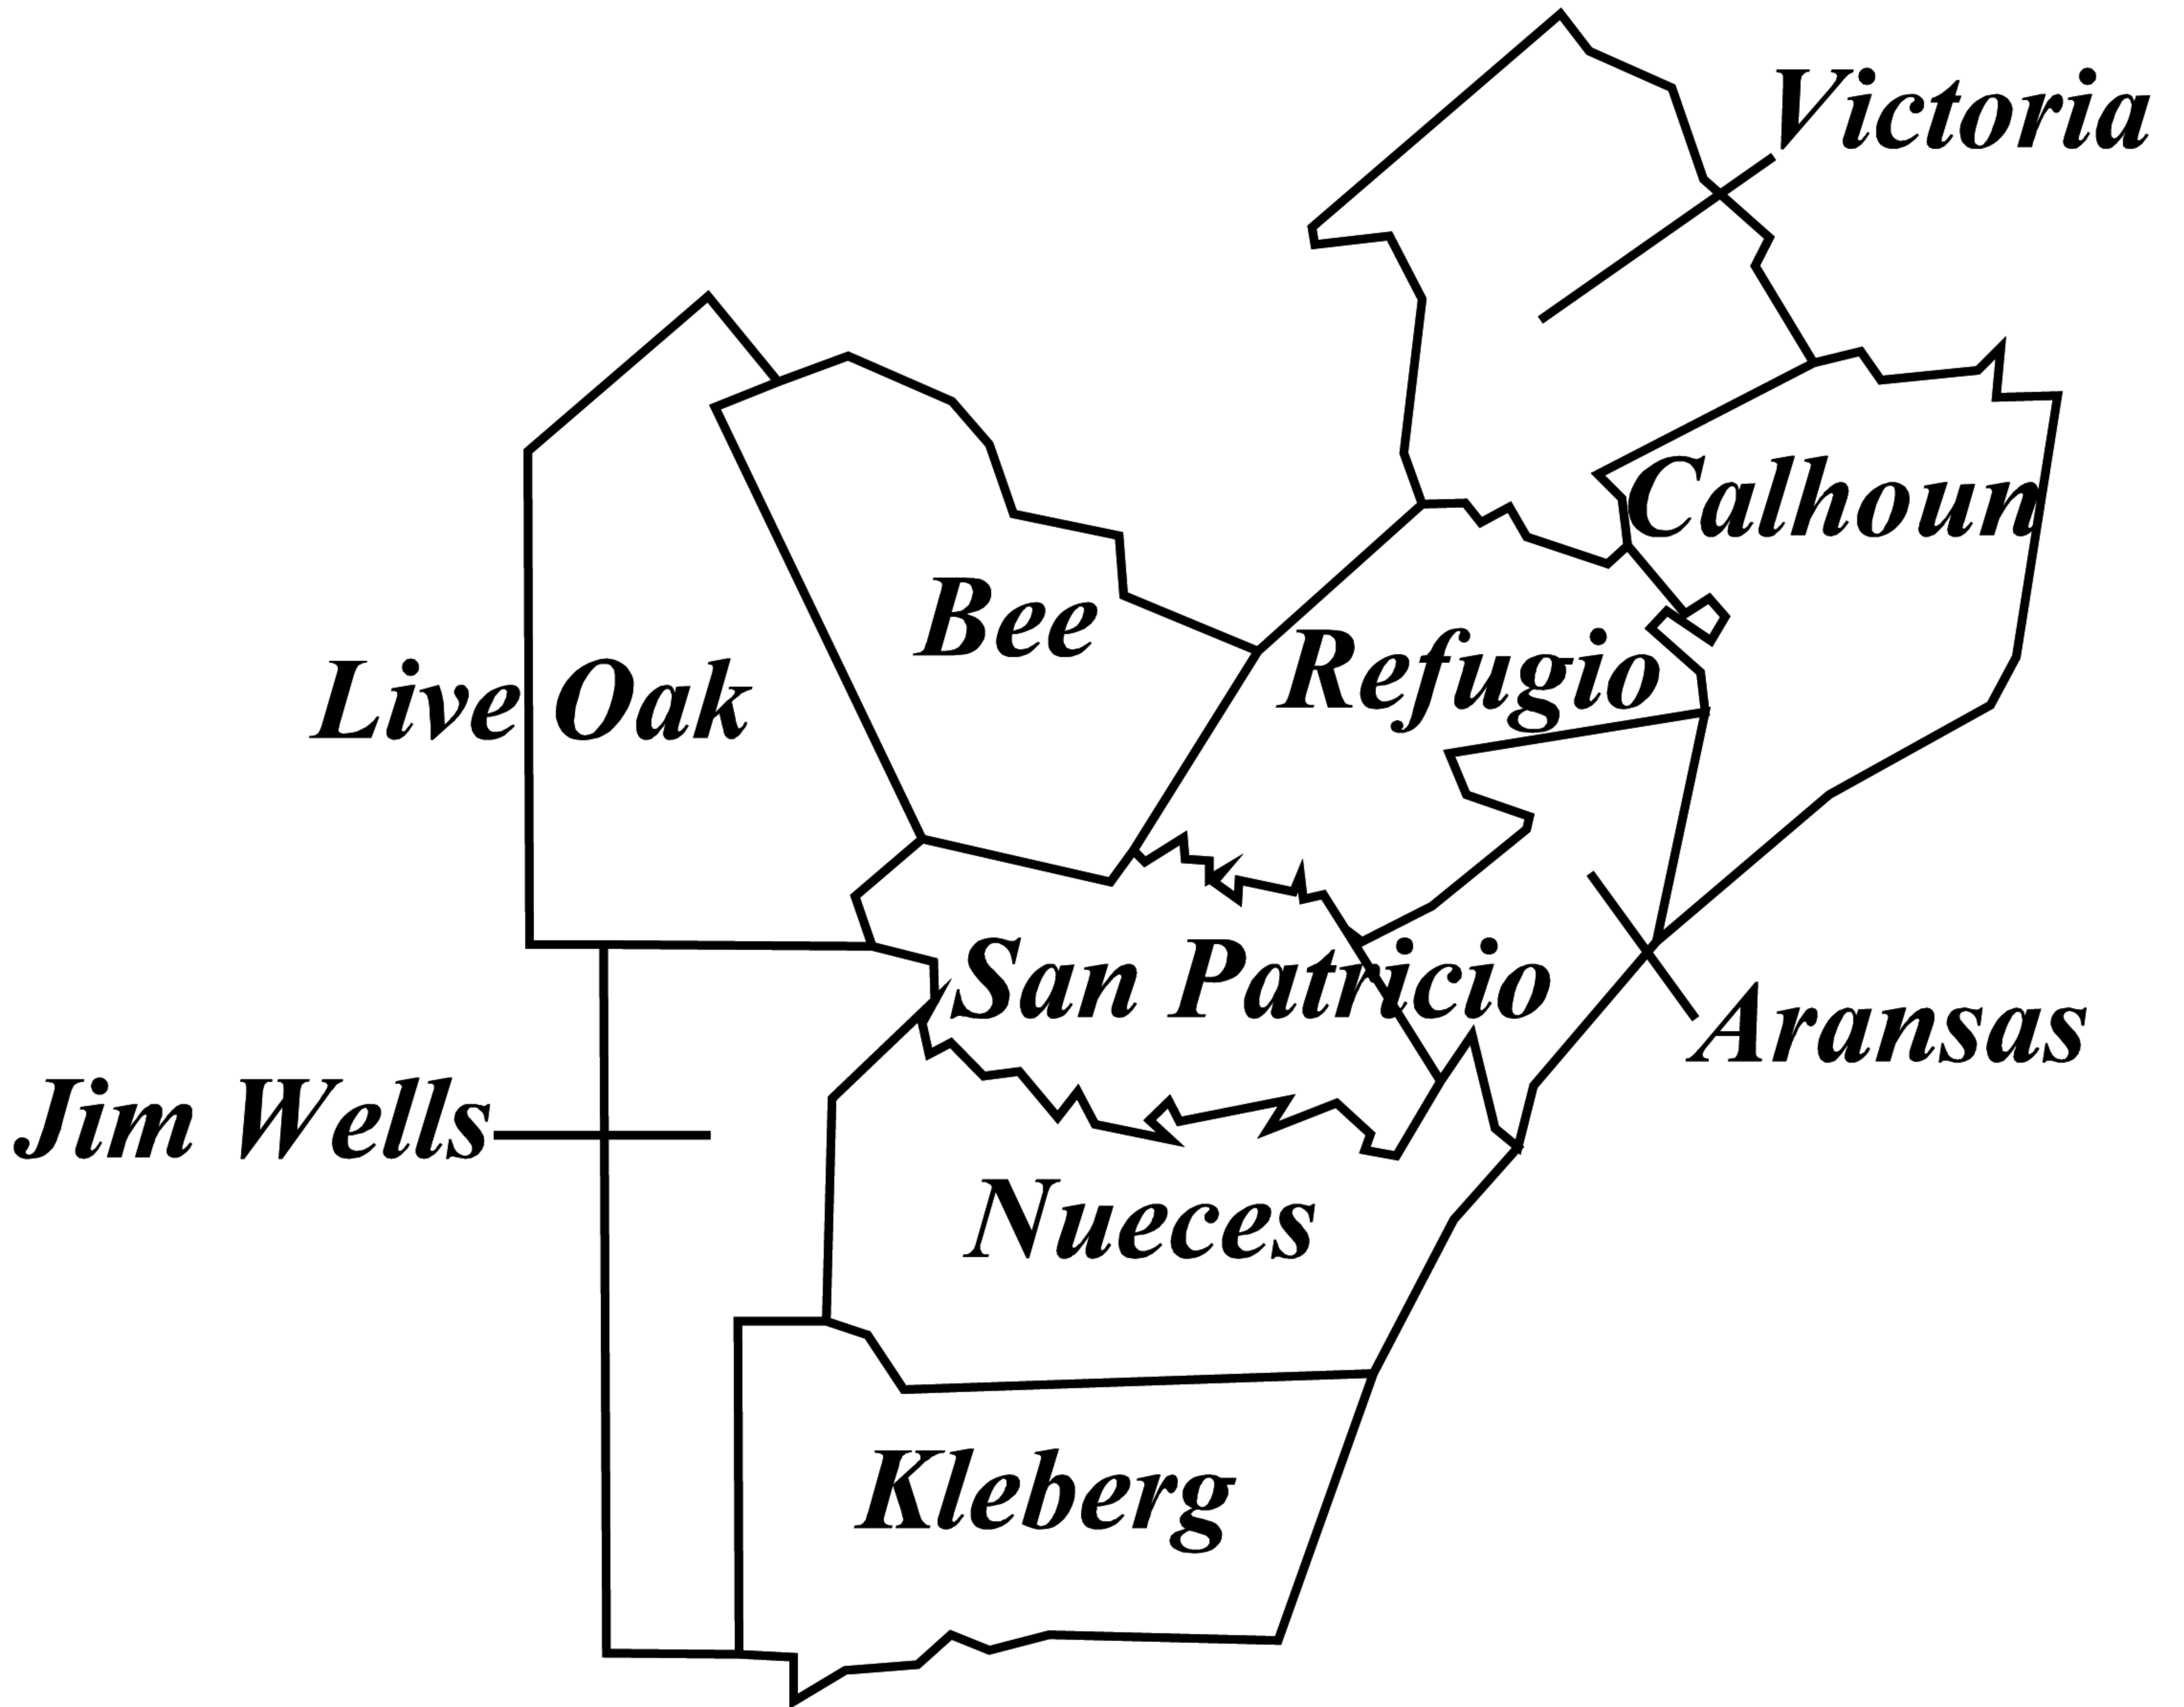 Victoria
Calhoun
Bee
Refugio
Live Oak
San Patricio
Aransas
Jim Wells
Nueces
Kleberg